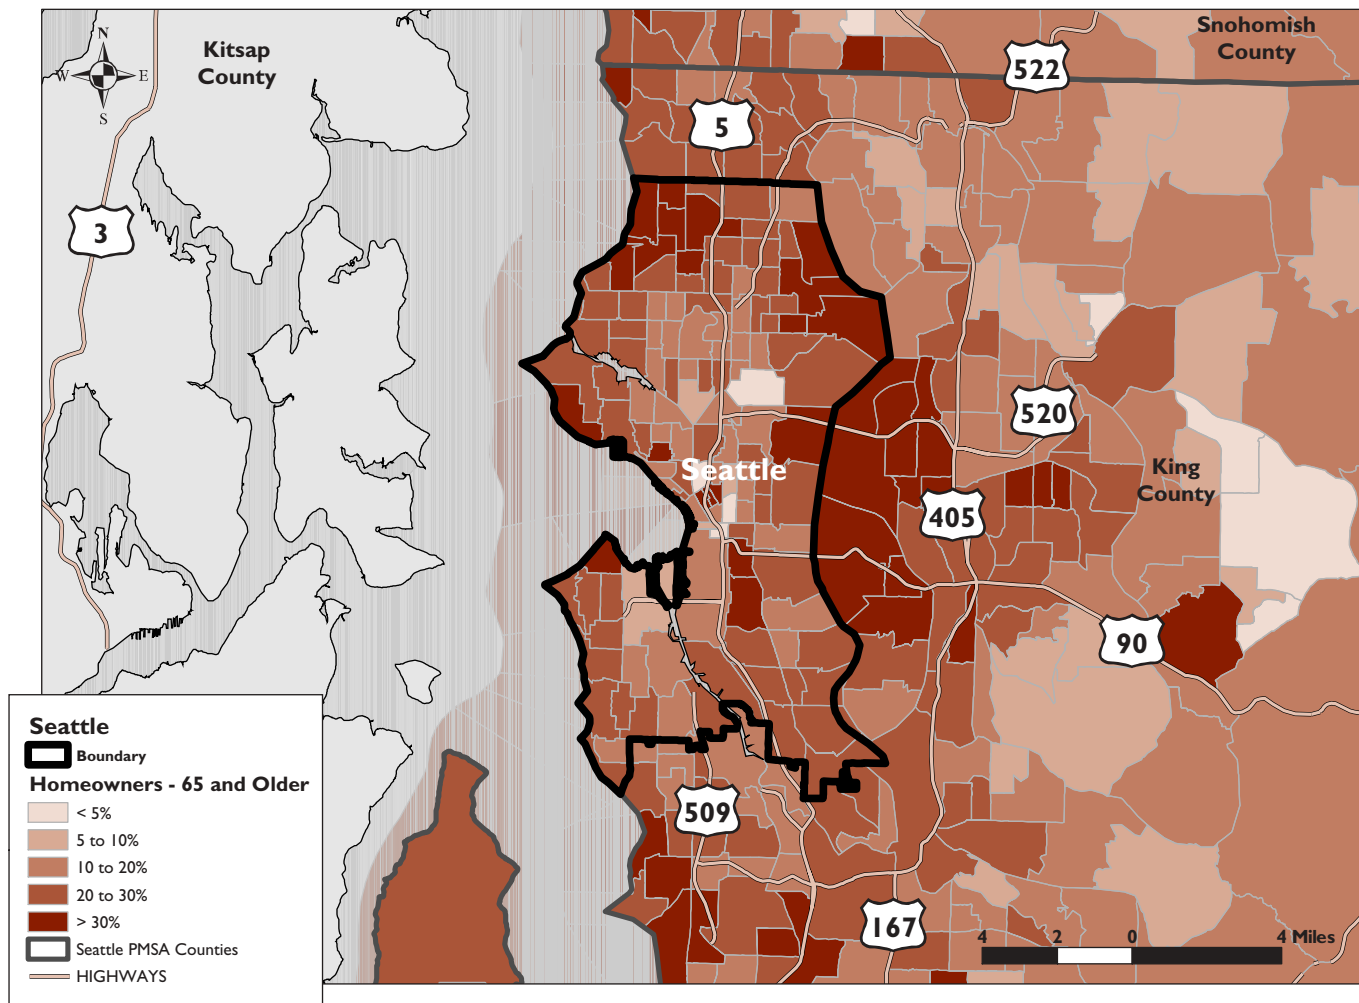 Kitsap
County
N
W
E
S
Snohomish
County
522
5
3
520
Seattle
King
County
405
90
509
167
4
2
0
4 Miles
Seattle
Boundary
Homeowners - 65 and Older
< 5%
5 to 10%
10 to 20%
20 to 30%
> 30%
Seattle PMSA Counties
HIGHWAYS